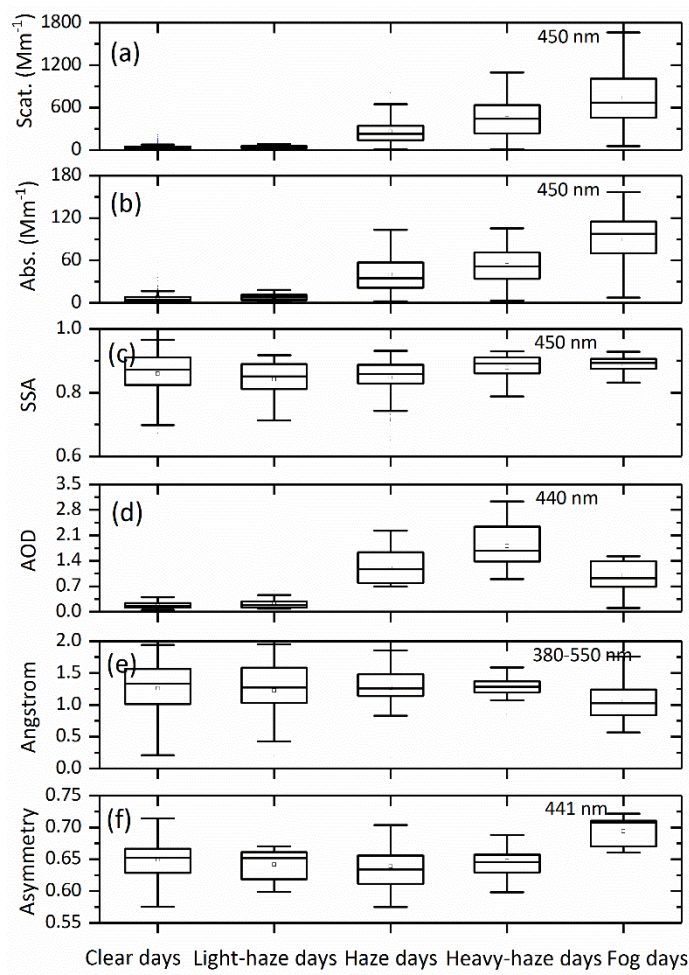 1800
1200
600
0
Scat. (Mm⁻¹)
(a)
450 nm
180
120
60
0
Abs. (Mm⁻¹)
(b)
450 nm
1.0
0.8
0.6
SSA
(c)
450 nm
3.5
2.8
2.1
1.4
0.7
0.0
AOD
(d)
440 nm
2.0
1.5
1.0
0.5
0.0
Angstrom
(e)
380-550 nm
0.75
0.70
0.65
0.60
0.55
Asymmetry
(f)
441 nm
Clear days Light-haze days Haze days Heavy-haze days Fog days